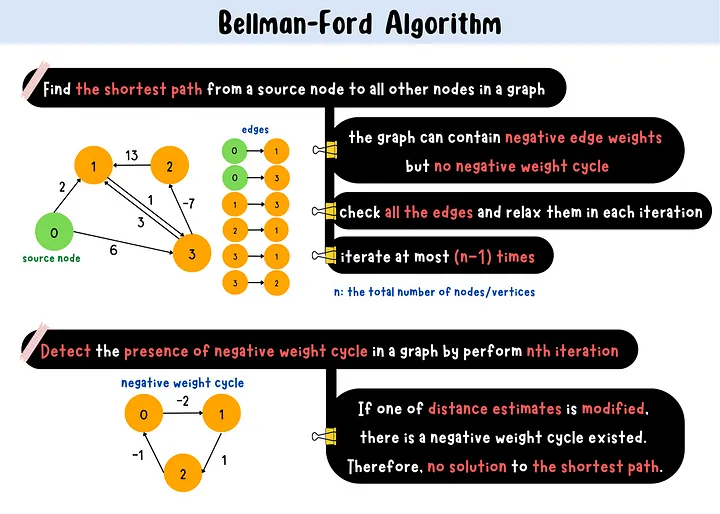 Bellman-Ford Algorithm
Find the shortest path from a source node to all other nodes in a graph
the graph can contain negative edge weights
but no negative weight cycle
check all the edges and relax them in each iteration
iterate at most (n-1) times
n: the total number of nodes/vertices
13
1
2
2
1
3
-7
0
6
3
source node
edges
0
1
0
3
1
3
2
1
3
1
3
2
Detect the presence of negative weight cycle in a graph by perform nth iteration
negative weight cycle
-2
0
1
-1
1
2
If one of distance estimates is modified,
there is a negative weight cycle existed.
Therefore, no solution to the shortest path.